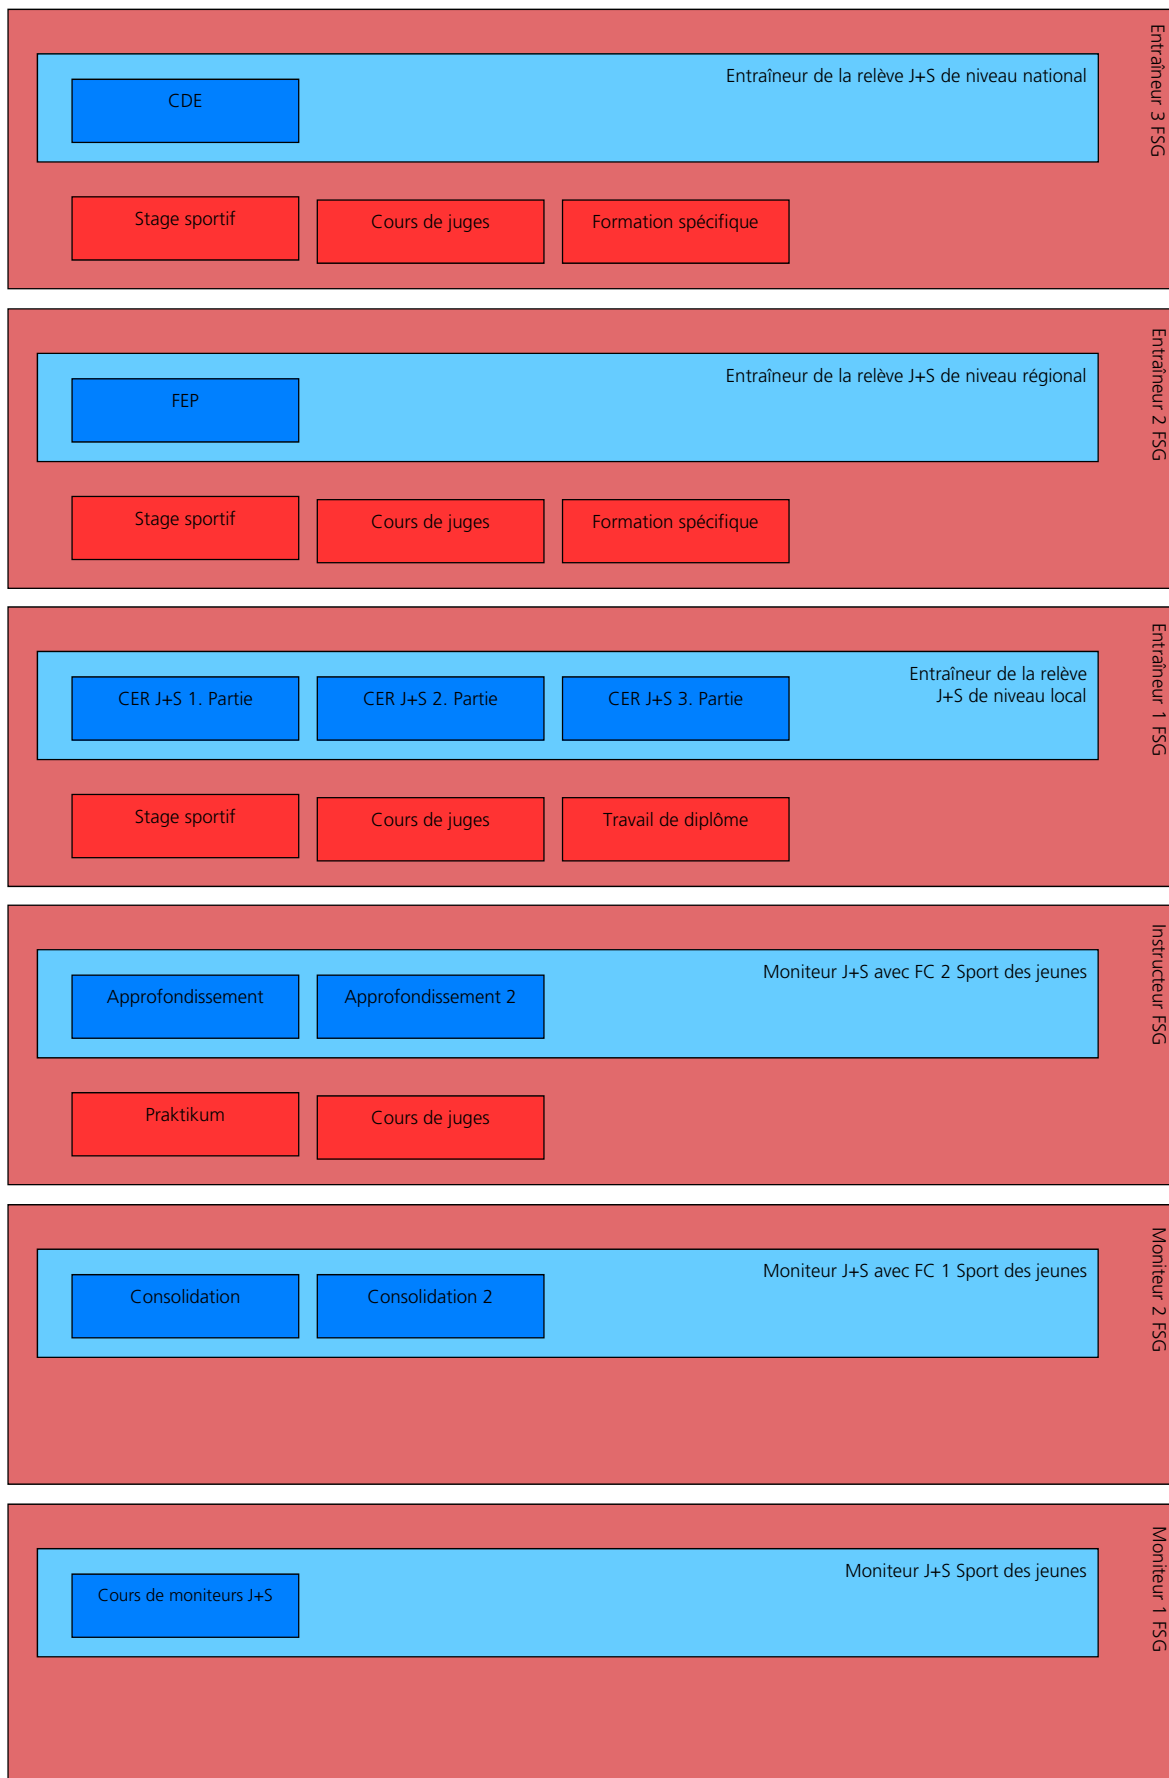 Entraîneur 3 FSG
Entraîneur de la relève J+S de niveau national
CDE
Stage sportif
Cours de juges
Formation spécifique
Entraîneur 2 FSG
Entraîneur de la relève J+S de niveau régional
FEP
Stage sportif
Cours de juges
Formation spécifique
Entraîneur 1 FSG
Entraîneur de la relève
J+S de niveau local
CER J+S 1. Partie
CER J+S 2. Partie
CER J+S 3. Partie
Stage sportif
Cours de juges
Travail de diplôme
Instructeur FSG
Moniteur J+S avec FC 2 Sport des jeunes
Approfondissement
Approfondissement 2
Praktikum
Cours de juges
Moniteur 2 FSG
Moniteur J+S avec FC 1 Sport des jeunes
Consolidation
Consolidation 2
Moniteur 1 FSG
Moniteur J+S Sport des jeunes
Cours de moniteurs J+S